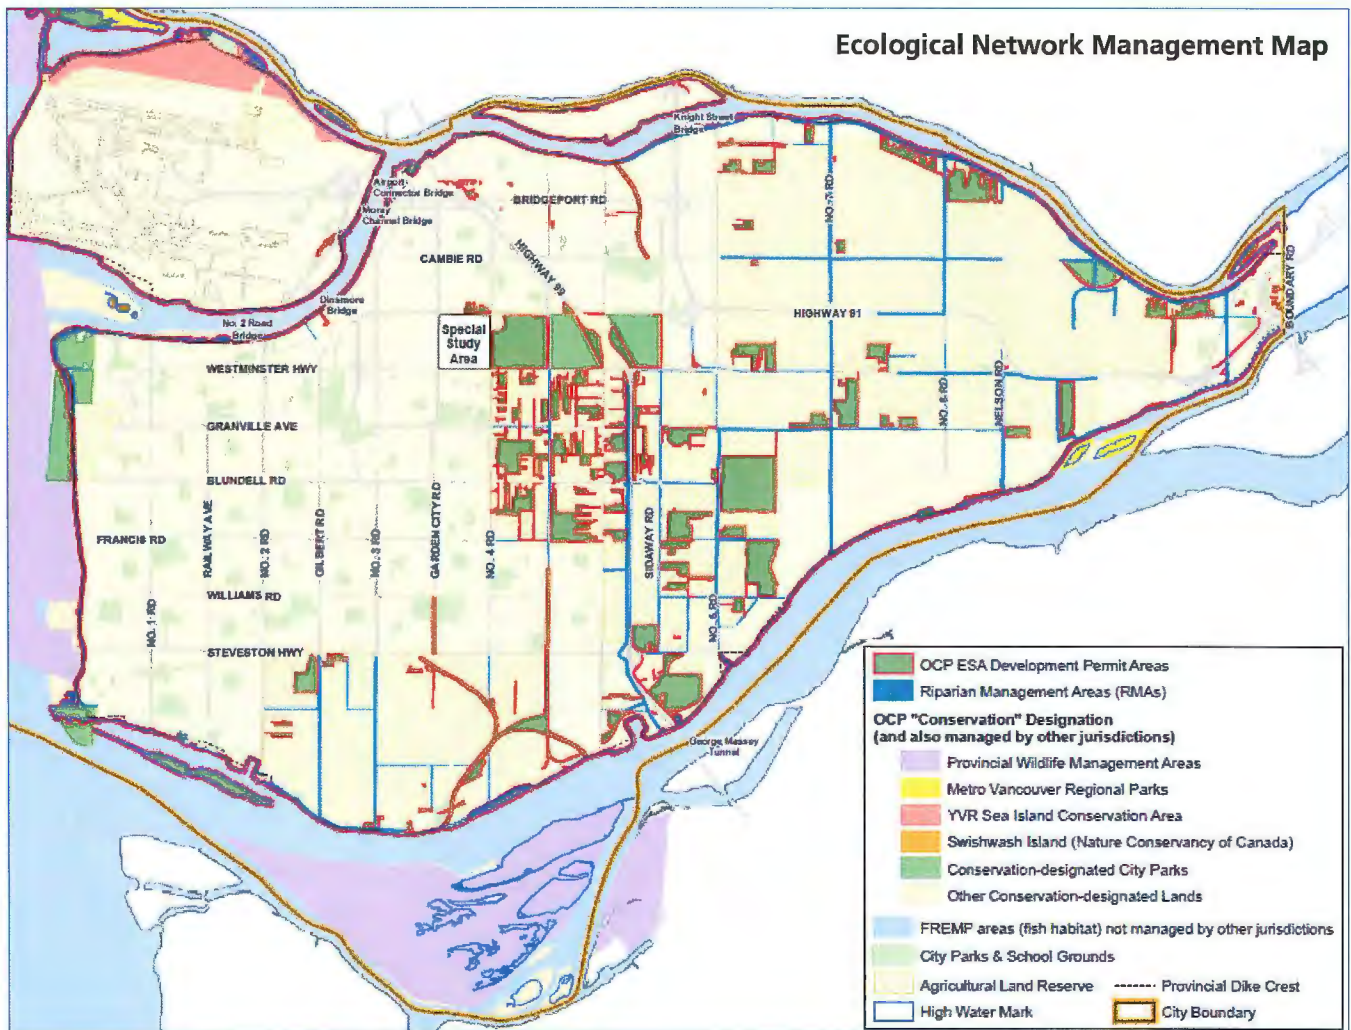 Ecological Network Management Map
Knight Street
Bridge
Airport
Connector Bridge
Moray
Channel Bridge
BRIDGEPORT RD
NO. 7 RD
CAMBIE RD
HIGHWAY 99
BOUNDARY RD
Dinsmore
Bridge
No. 2 Road
Bridge
Special
Study
Area
HIGHWAY 91
WESTMINSTER HWY
NO. 8 RD
NELSON RD
GRANVILLE AVE
BLUNDELL RD
FRANCIS RD
RAILWAY AVE
NO. 2 RD
GILBERT RD
NO. 3 RD
GARDEN CITY RD
NO. 4 RD
SIDAWAY RD
WILLIAMS RD
NO. 1 RD
NO. 6 RD
STEVESTON HWY
George Massey
Tunnel
OCP ESA Development Permit Areas
Riparian Management Areas (RMAs)
OCP "Conservation" Designation
(and also managed by other jurisdictions)
Provincial Wildlife Management Areas
Metro Vancouver Regional Parks
YVR Sea Island Conservation Area
Swishwash Island (Nature Conservancy of Canada)
Conservation-designated City Parks
Other Conservation-designated Lands
FREMP areas (fish habitat) not managed by other jurisdictions
City Parks & School Grounds
Agricultural Land Reserve
Provincial Dike Crest
High Water Mark
City Boundary